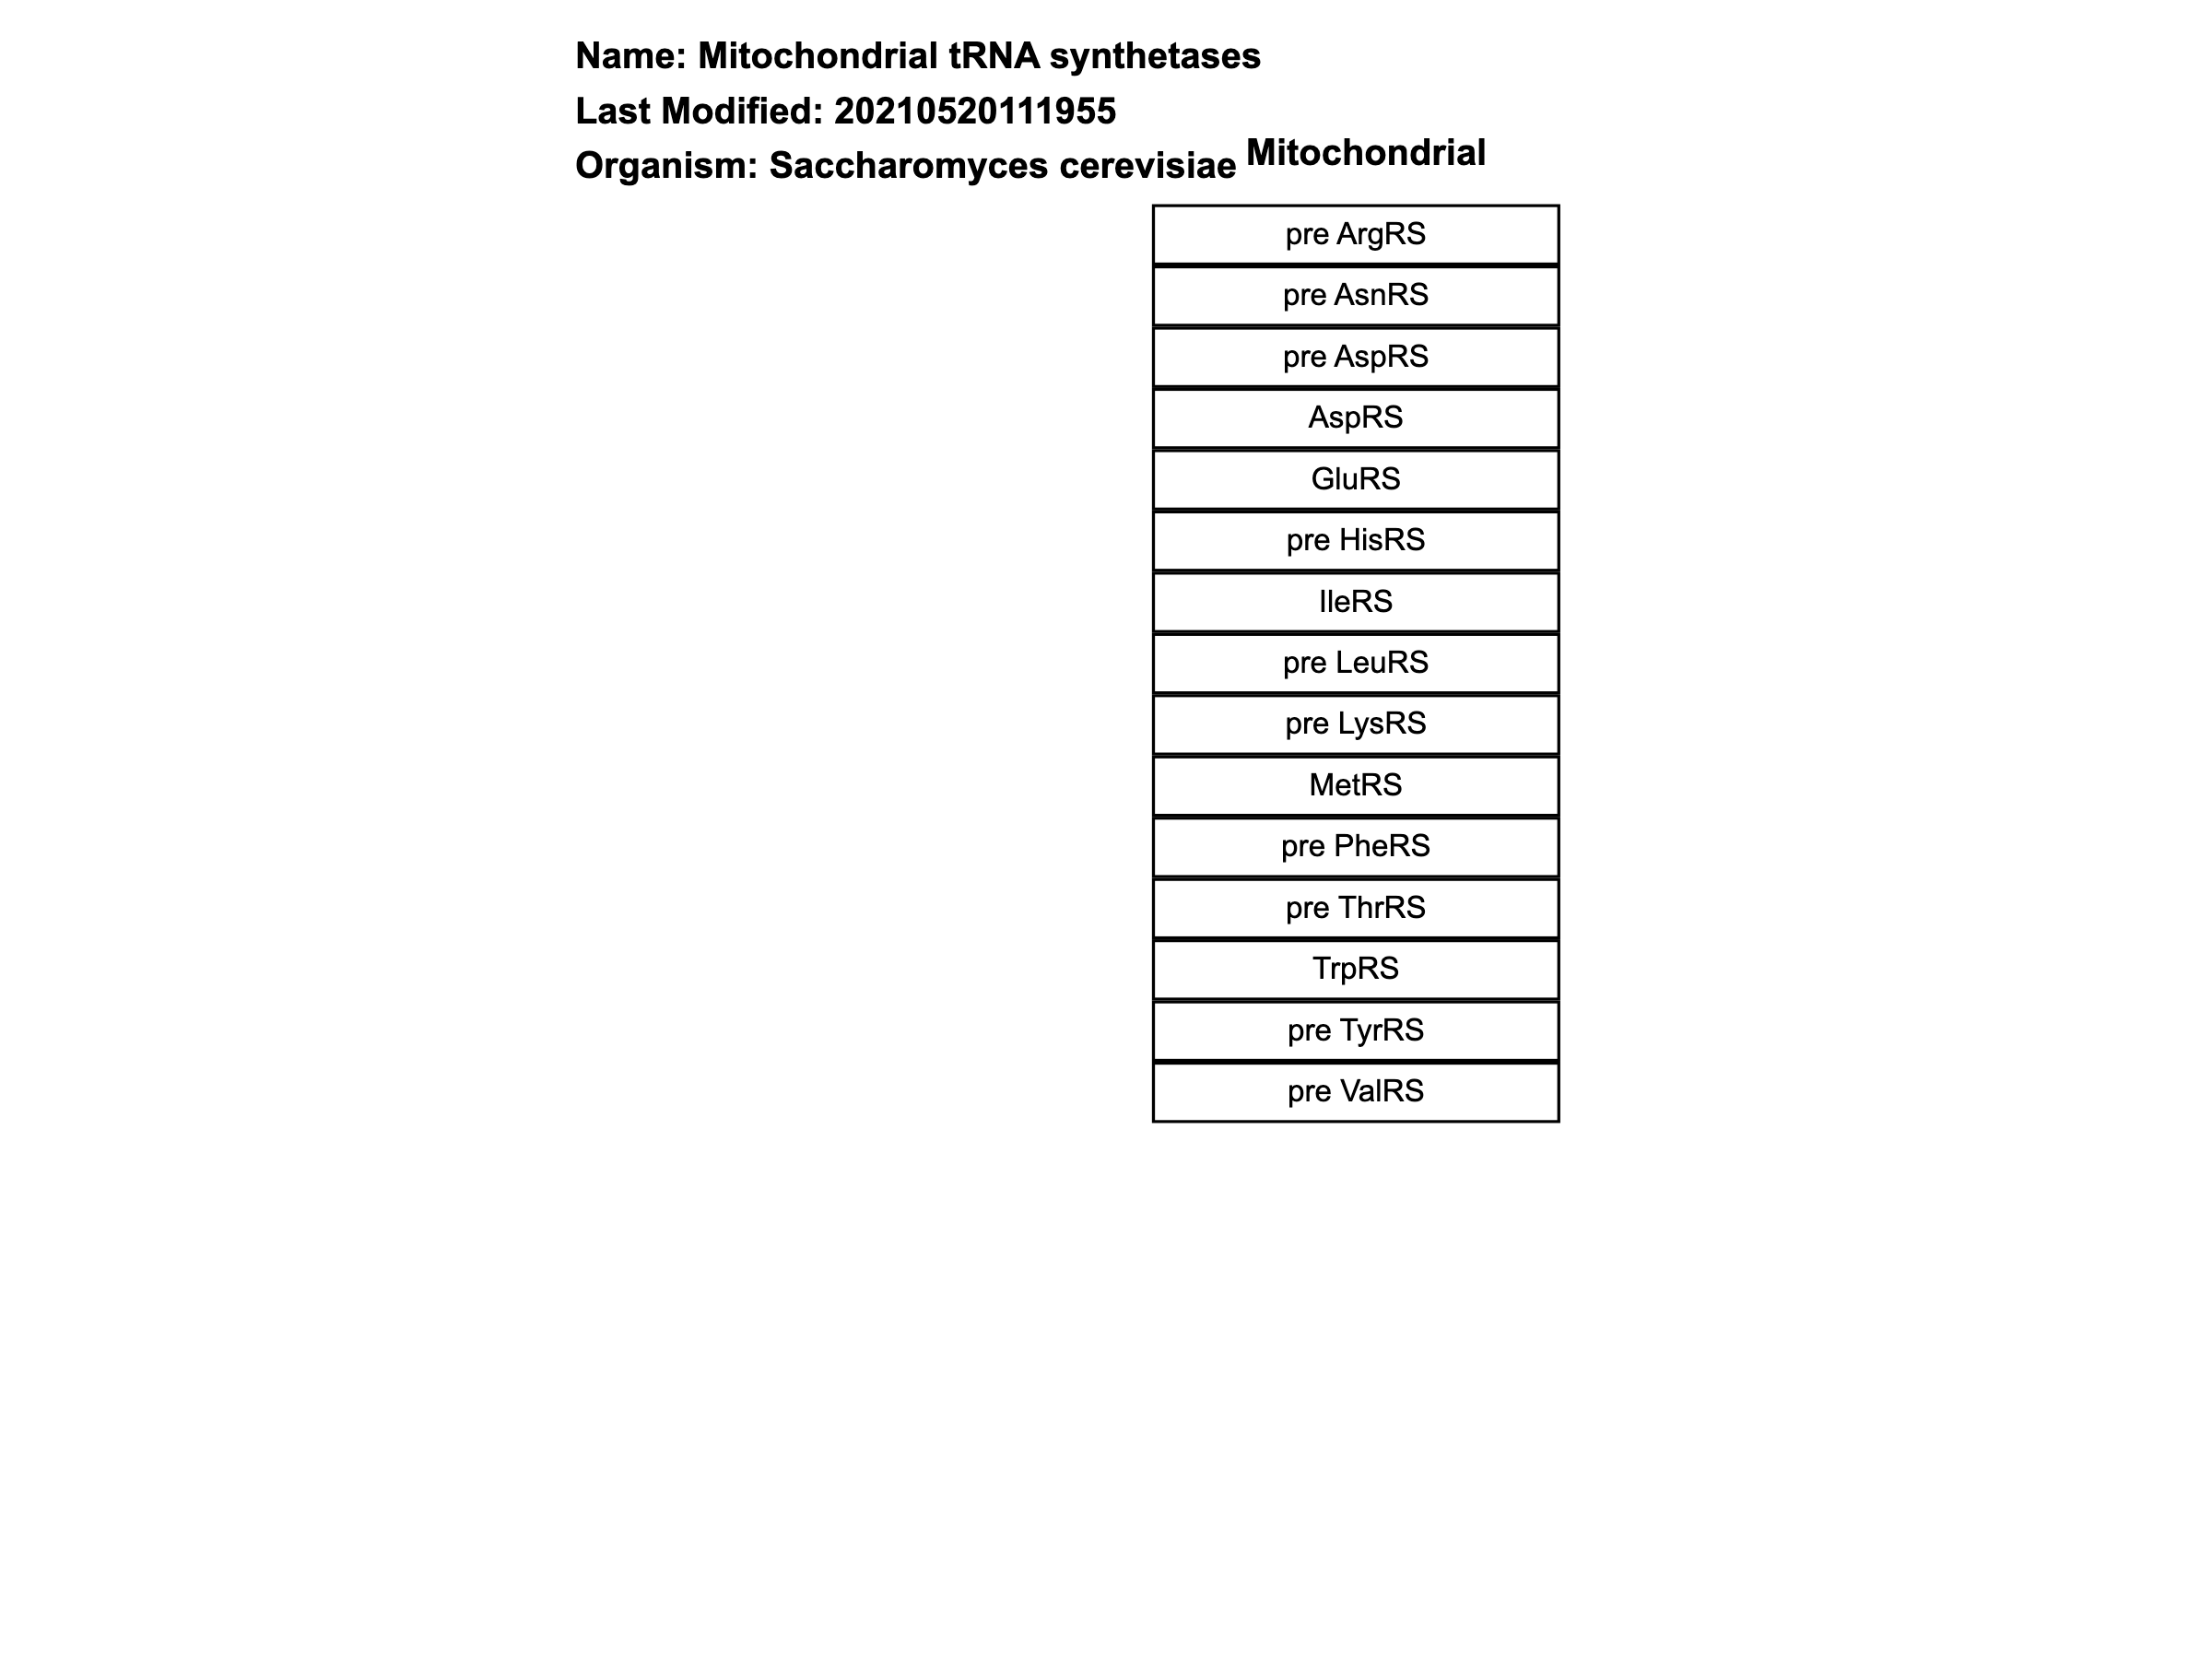 Name: Mitochondrial tRNA synthetases
Last Modified: 20210520111955
Organism: Saccharomyces cerevisiae
Mitochondrial
pre ArgRS
pre AsnRS
pre AspRS
AspRS
GluRS
pre HisRS
IleRS
pre LeuRS
pre LysRS
MetRS
pre PheRS
pre ThrRS
TrpRS
pre TyrRS
pre ValRS